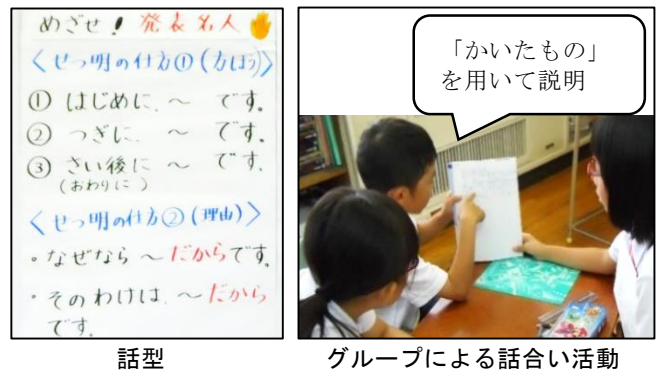 めざせ！発表名人
〈せつ明の仕方①(方ほう)〉
① はじめに、～ です。
② つぎに、～ です。
③ さい後に ～ です。
(おわりに)
〈せつ明の仕方②(理由)〉
・なぜなら～だからです。
・そのわけは、～だから
です。
「かいたもの」
を用いて説明
話型
グループによる話合い活動